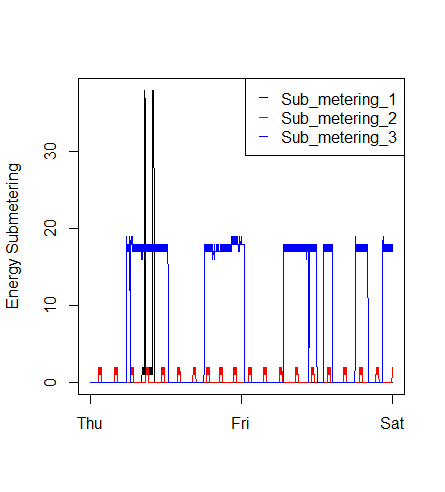 Sub_metering_1
Sub_metering_2
Sub_metering_3
Energy Submetering
30
20
10
0
Thu Fri Sat